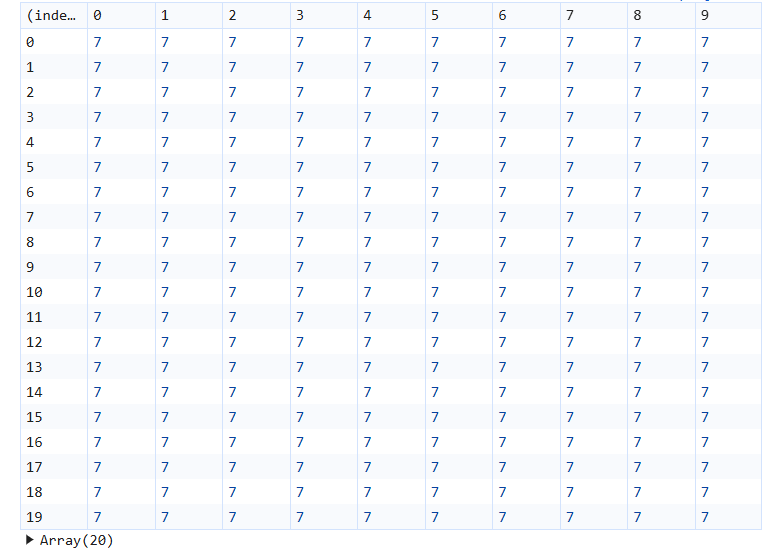 (inde… 0 1 2 3 4 5 6 7 8 9
0 7 7 7 7 7 7 7 7 7 7
1 7 7 7 7 7 7 7 7 7 7
2 7 7 7 7 7 7 7 7 7 7
3 7 7 7 7 7 7 7 7 7 7
4 7 7 7 7 7 7 7 7 7 7
5 7 7 7 7 7 7 7 7 7 7
6 7 7 7 7 7 7 7 7 7 7
7 7 7 7 7 7 7 7 7 7 7
8 7 7 7 7 7 7 7 7 7 7
9 7 7 7 7 7 7 7 7 7 7
10 7 7 7 7 7 7 7 7 7 7
11 7 7 7 7 7 7 7 7 7 7
12 7 7 7 7 7 7 7 7 7 7
13 7 7 7 7 7 7 7 7 7 7
14 7 7 7 7 7 7 7 7 7 7
15 7 7 7 7 7 7 7 7 7 7
16 7 7 7 7 7 7 7 7 7 7
17 7 7 7 7 7 7 7 7 7 7
18 7 7 7 7 7 7 7 7 7 7
19 7 7 7 7 7 7 7 7 7 7
▶ Array(20)